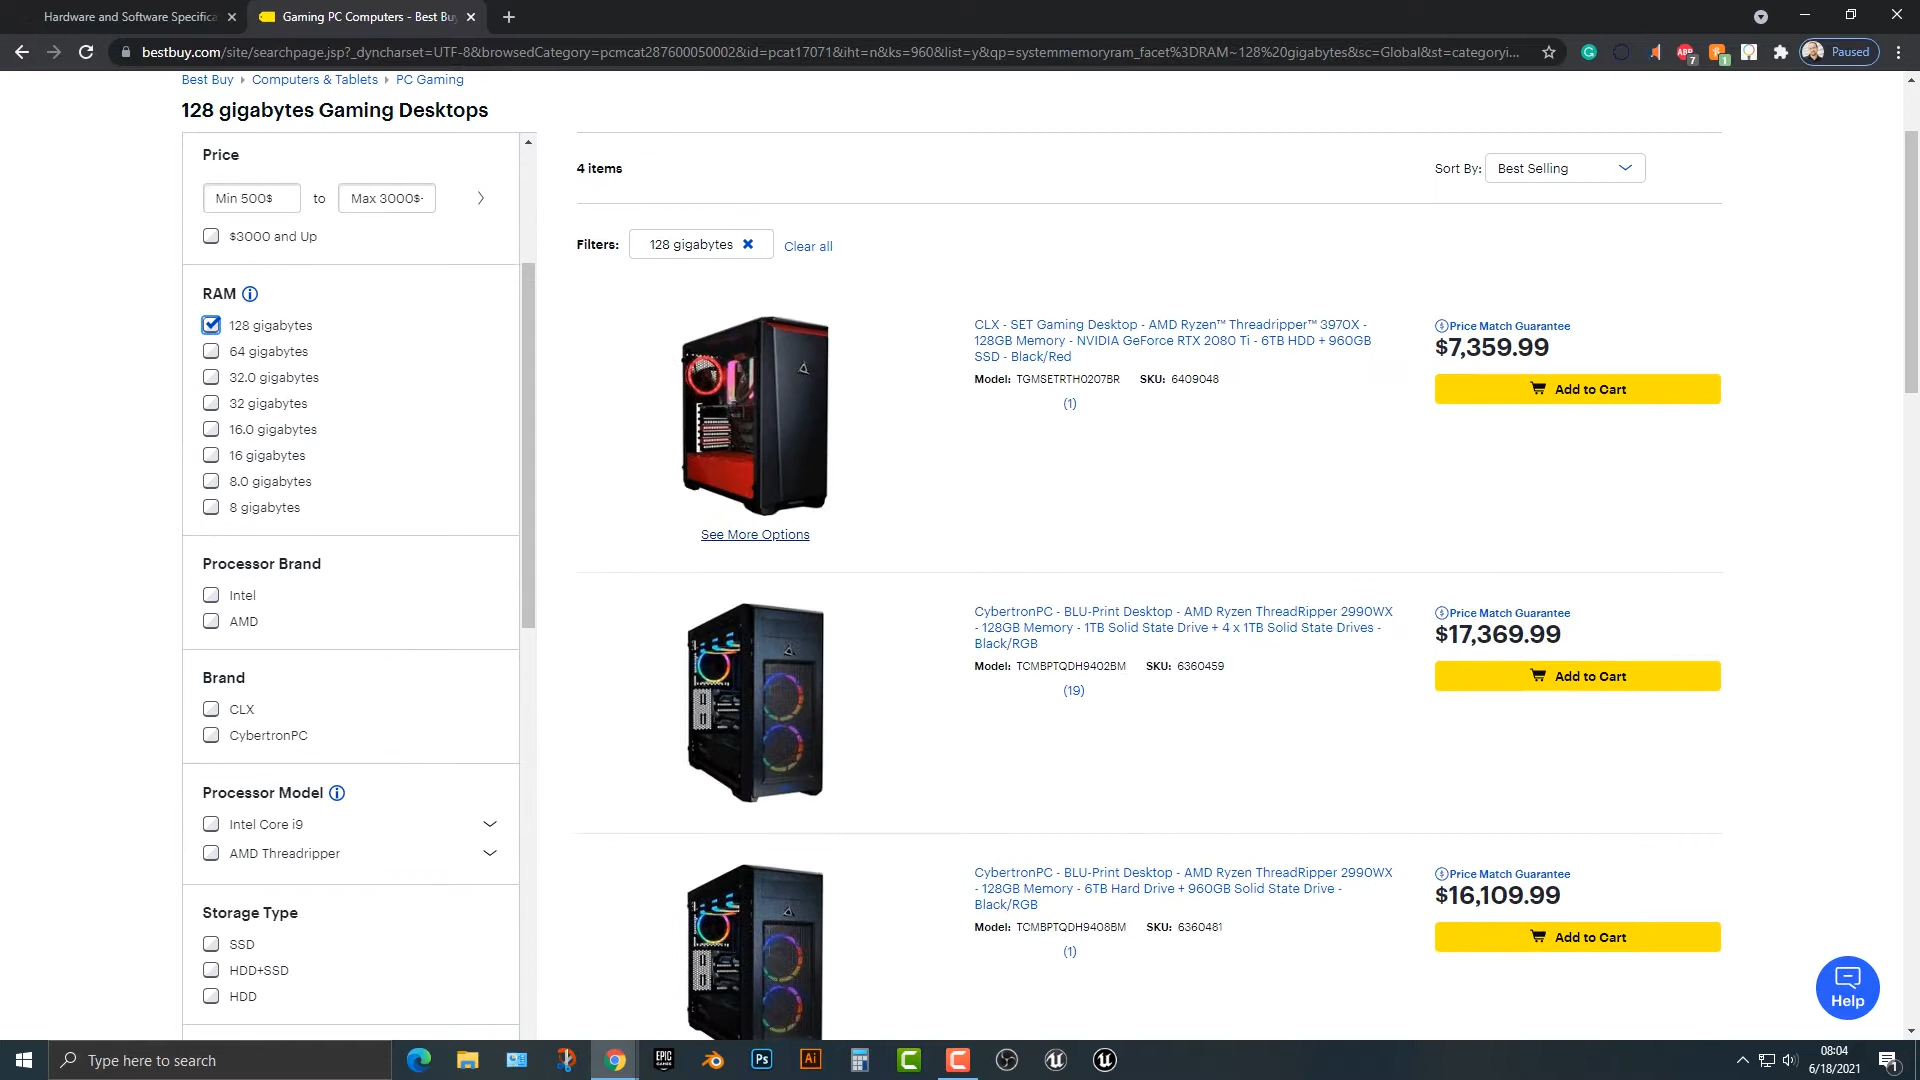 Hardware and Software Specifica
Gaming PC Computers - Best Bu
bestbuy.com/site/searchpage.jsp?_dyncharset=UTF-8&browsedCategory=pcmcat287600050002&id=pcat17071&iht=n&ks=960&list=y&qp=systemmemoryram_facet%3DRAM~128%20gigabytes&sc=Global&st=categoryi...
7
1
Paused
Best Buy
Computers & Tablets
PC Gaming
128 gigabytes Gaming Desktops
Price
Min 500$ to Max 3000$
$3000 and Up
RAM
128 gigabytes
64 gigabytes
32.0 gigabytes
32 gigabytes
16.0 gigabytes
16 gigabytes
8.0 gigabytes
8 gigabytes
Processor Brand
Intel
AMD
Brand
CLX
CybertronPC
Processor Model
Intel Core i9
AMD Threadripper
Storage Type
SSD
HDD+SSD
HDD
4 items
Sort By: Best Selling
Filters: 128 gigabytes Clear all
See More Options
CLX - SET Gaming Desktop - AMD Ryzen™ Threadripper™ 3970X -
128GB Memory - NVIDIA GeForce RTX 2080 Ti - 6TB HDD + 960GB
SSD - Black/Red
Model: TGMSETRTH0207BR SKU: 6409048
(1)
Price Match Guarantee
$7,359.99
Add to Cart
CybertronPC - BLU-Print Desktop - AMD Ryzen ThreadRipper 2990WX
- 128GB Memory - 1TB Solid State Drive + 4 x 1TB Solid State Drives -
Black/RGB
Model: TCMBPTQDH9402BM SKU: 6360459
(19)
Price Match Guarantee
$17,369.99
Add to Cart
CybertronPC - BLU-Print Desktop - AMD Ryzen ThreadRipper 2990WX
- 128GB Memory - 6TB Hard Drive + 960GB Solid State Drive -
Black/RGB
Model: TCMBPTQDH9408BM SKU: 6360481
(1)
Price Match Guarantee
$16,109.99
Add to Cart
Help
Type here to search
EPIC
GAMES
Ps
Ai
08:04
6/18/2021
1